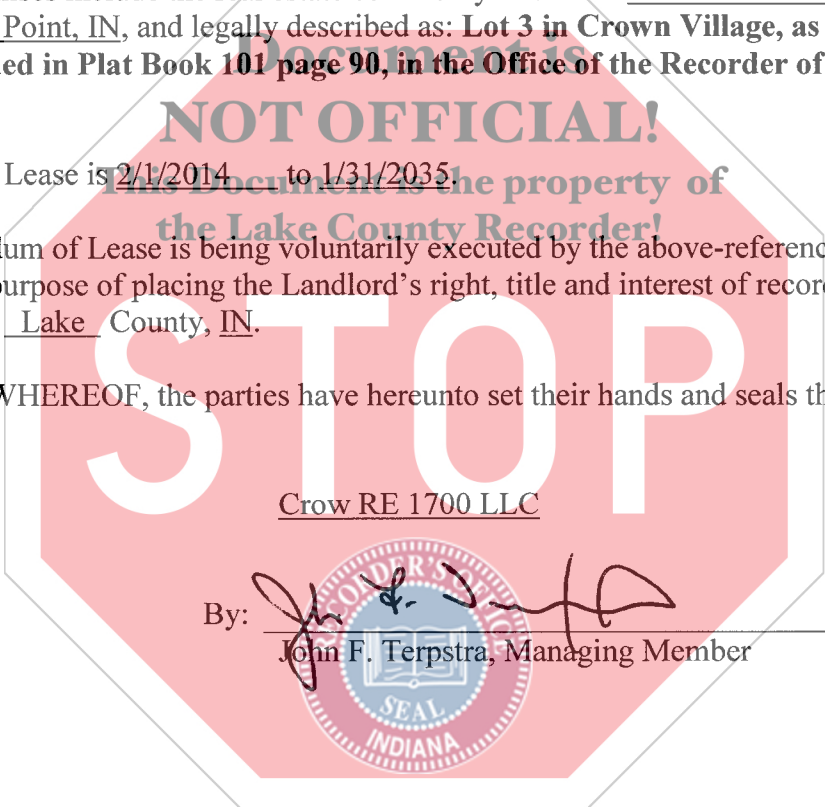 Point, IN, and legally described as: Lot 3 in Crown Village, as
ed in Plat Book 101 page 90, in the Office of the Recorder of
Document is
NOT OFFICIAL!
Lease is 2/1/2014 to 1/31/2035.
This Document is the property of
the Lake County Recorder!
um of Lease is being voluntarily executed by the above-referenc
purpose of placing the Landlord's right, title and interest of recor
Lake County, IN.
WHEREOF, the parties have hereunto set their hands and seals th
STOP
Crow RE 1700 LLC
By:
John F. Terpstra, Managing Member
RECORDER'S OFFICE
SEAL
INDIANA